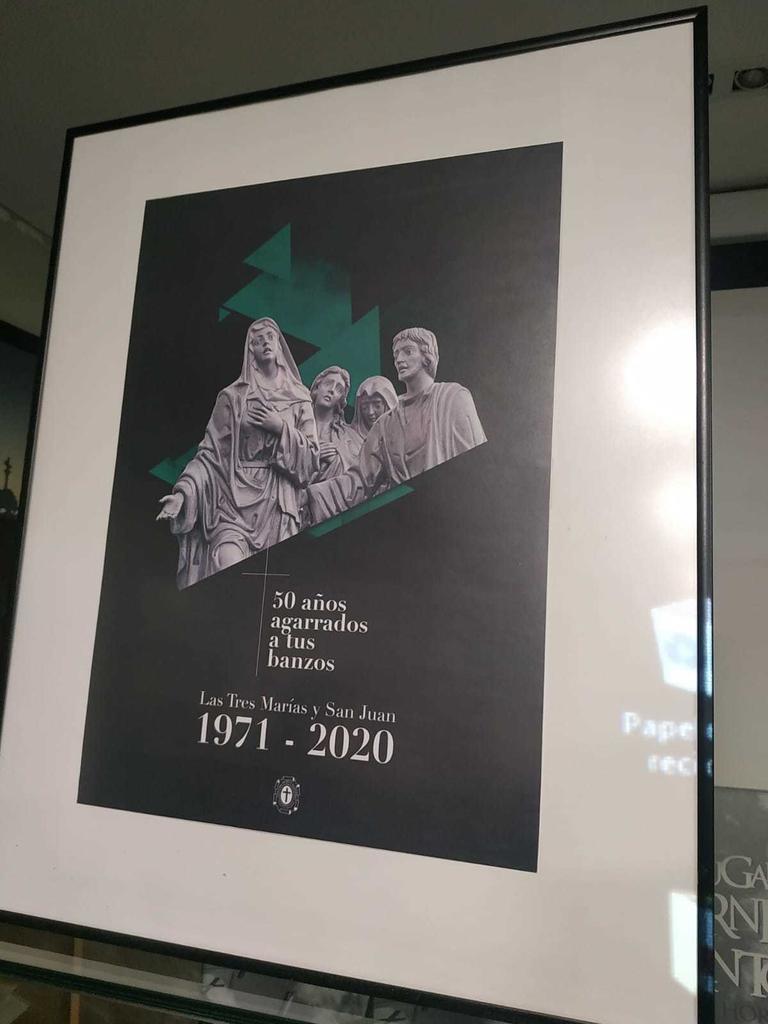 50 años
agarrados
a tus
banzos
Las Tres Marías y San Juan
1971 - 2020